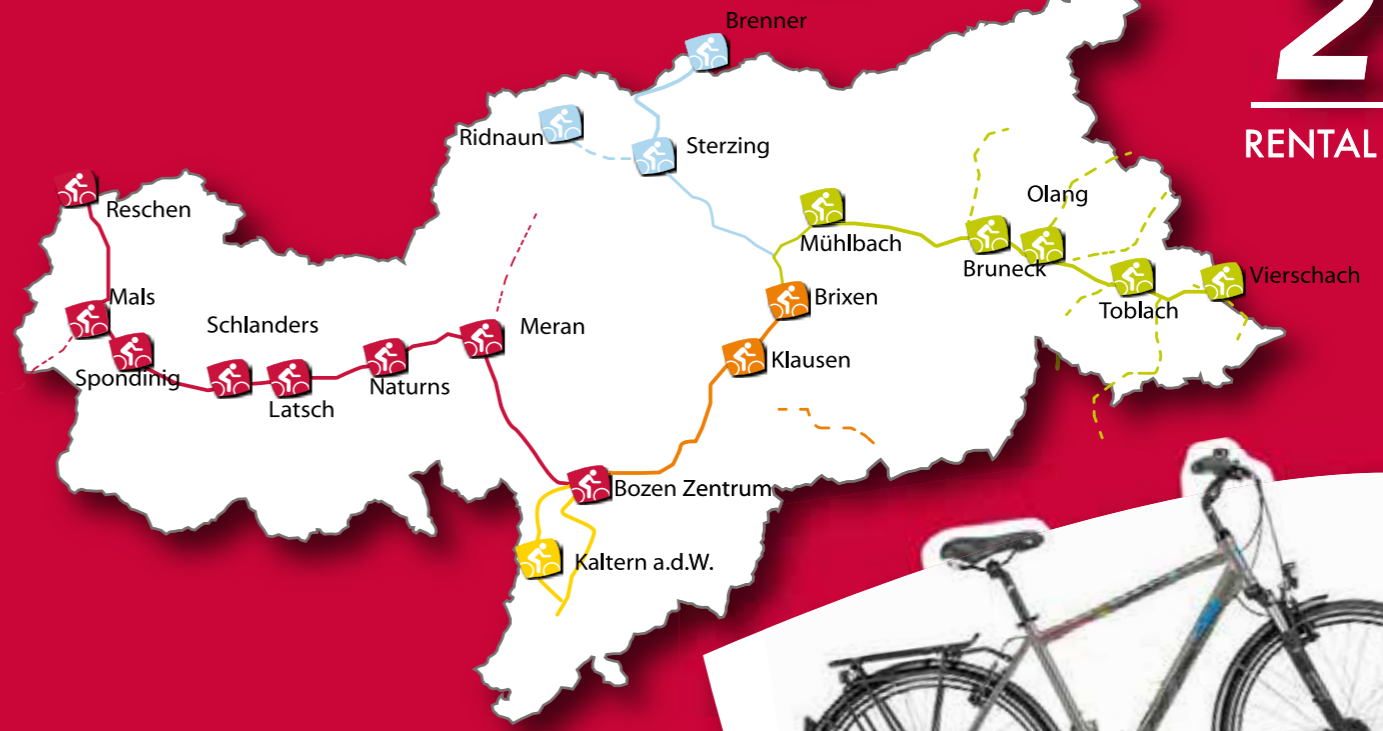 Brenner
2
RENTAL
Ridnaun
Sterzing
Reschen
Olang
Mühlbach
Bruneck
Vierschach
Toblach
Mals
Brixen
Schlanders
Meran
Klausen
Spondinig
Naturns
Latsch
Bozen Zentrum
Kaltern a.d.W.